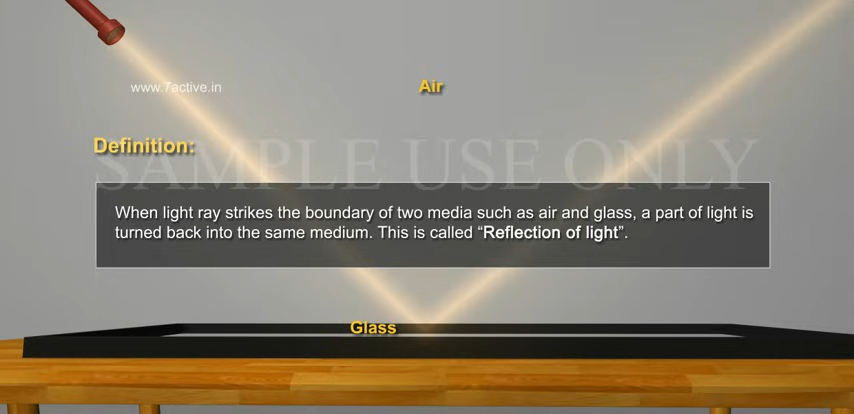 www.7active.in
Air
Definition:
SAMPLE USE ONLY
When light ray strikes the boundary of two media such as air and glass, a part of light is
turned back into the same medium. This is called “Reflection of light”.
Glass